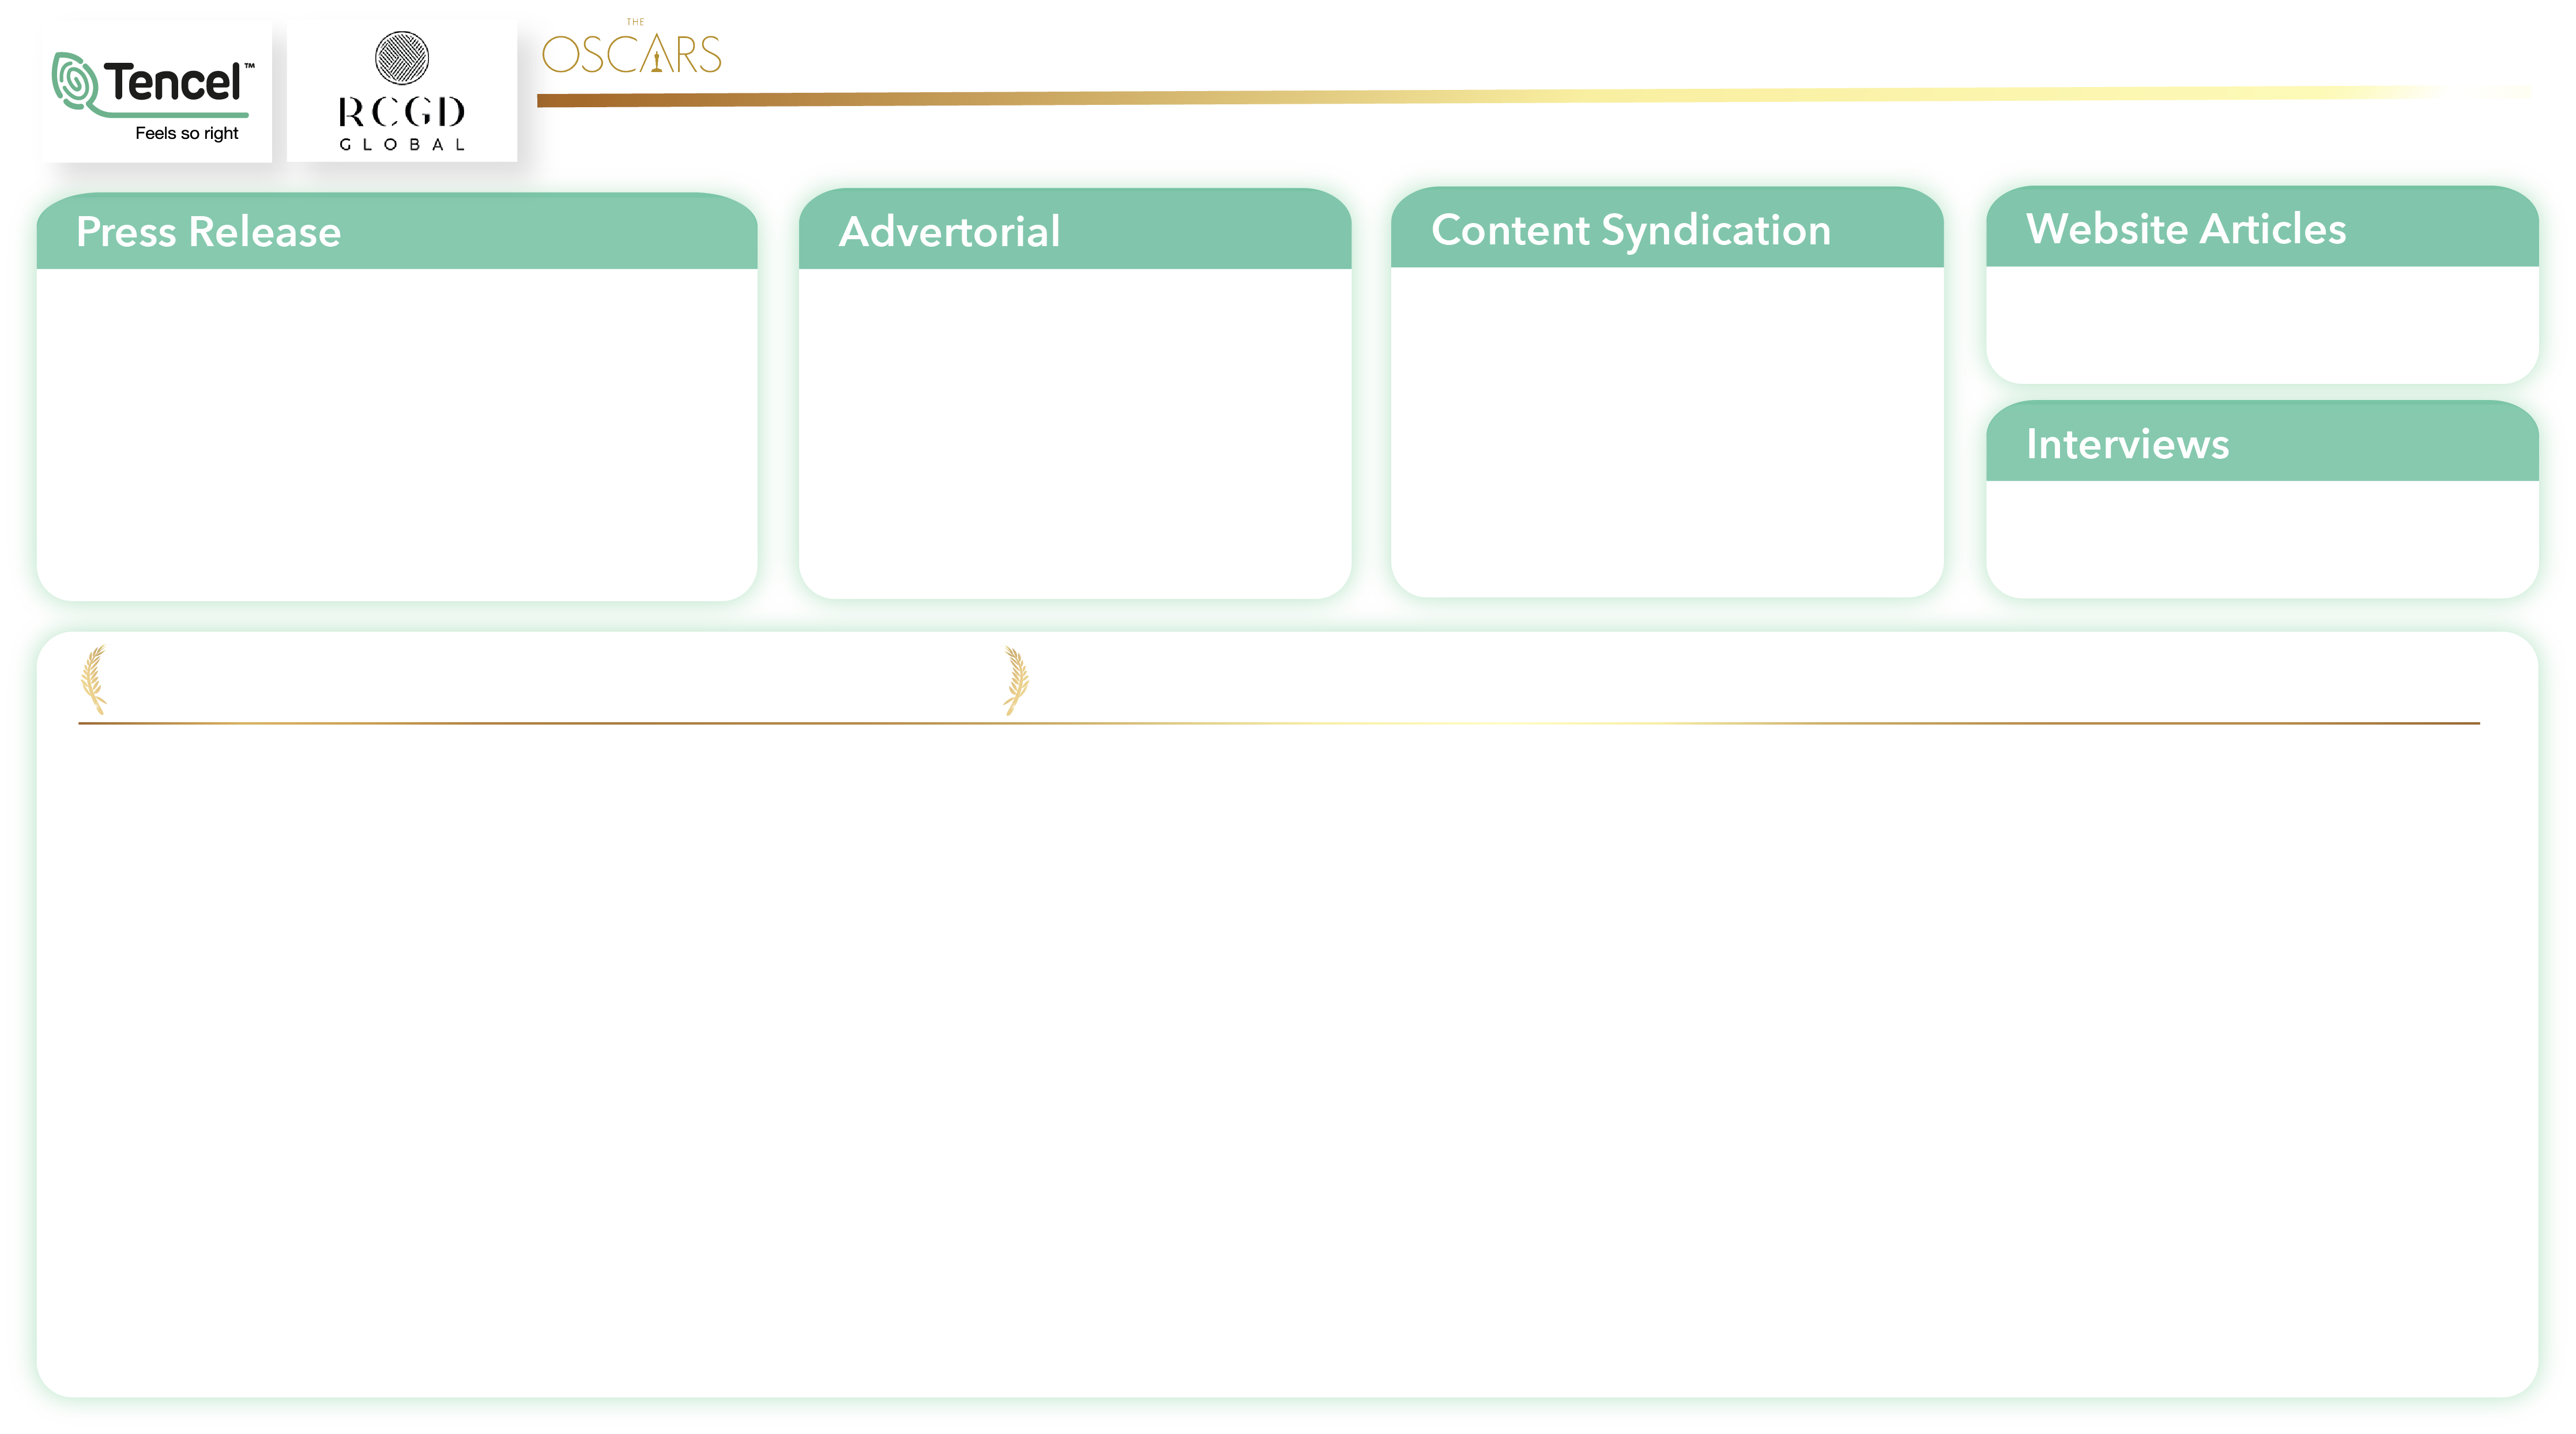 Tencel™
Feels so right
RCGD
GLOBAL
THE
OSCARS
Press Release
Advertorial
Content Syndication
Website Articles
Interviews